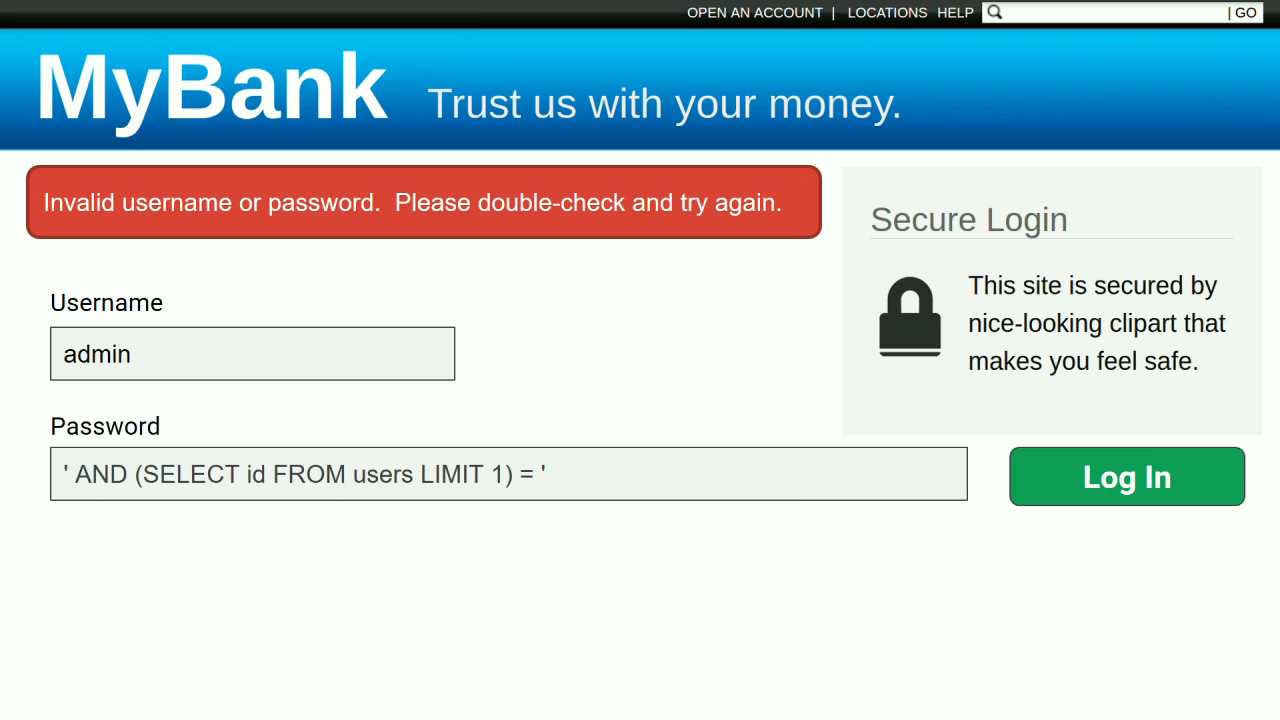 OPEN AN ACCOUNT | LOCATIONS HELP | GO
MyBank Trust us with your money.
Invalid username or password. Please double-check and try again.
Username
admin
Password
' AND (SELECT id FROM users LIMIT 1) = '
Secure Login
This site is secured by
nice-looking clipart that
makes you feel safe.
Log In